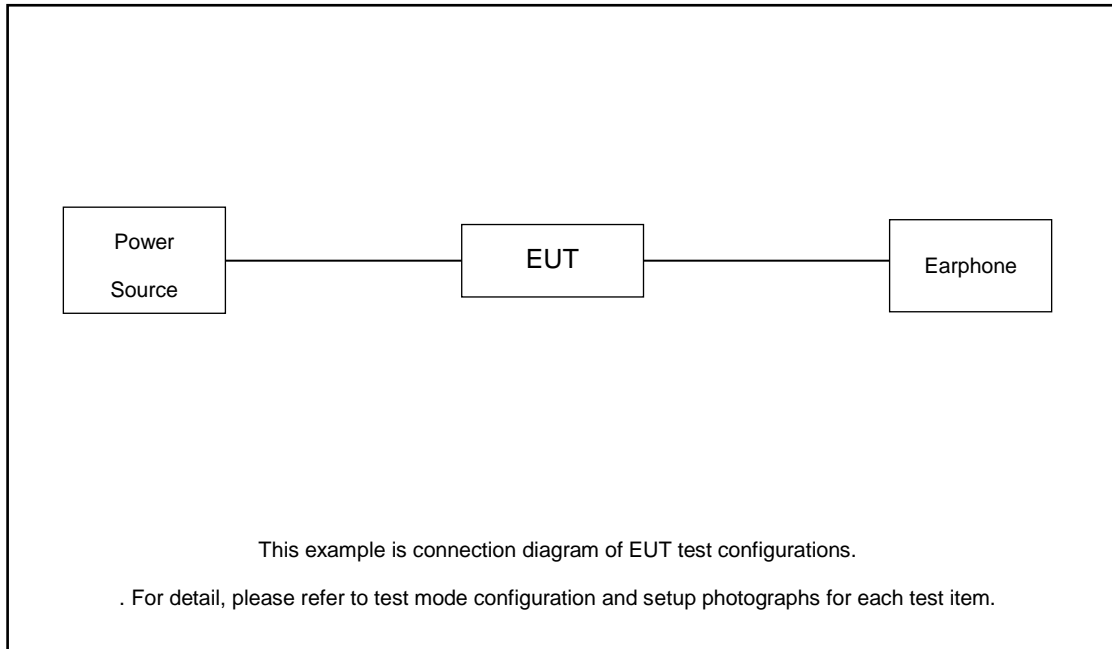 Power
Source
EUT
Earphone
This example is connection diagram of EUT test configurations.
. For detail, please refer to test mode configuration and setup photographs for each test item.